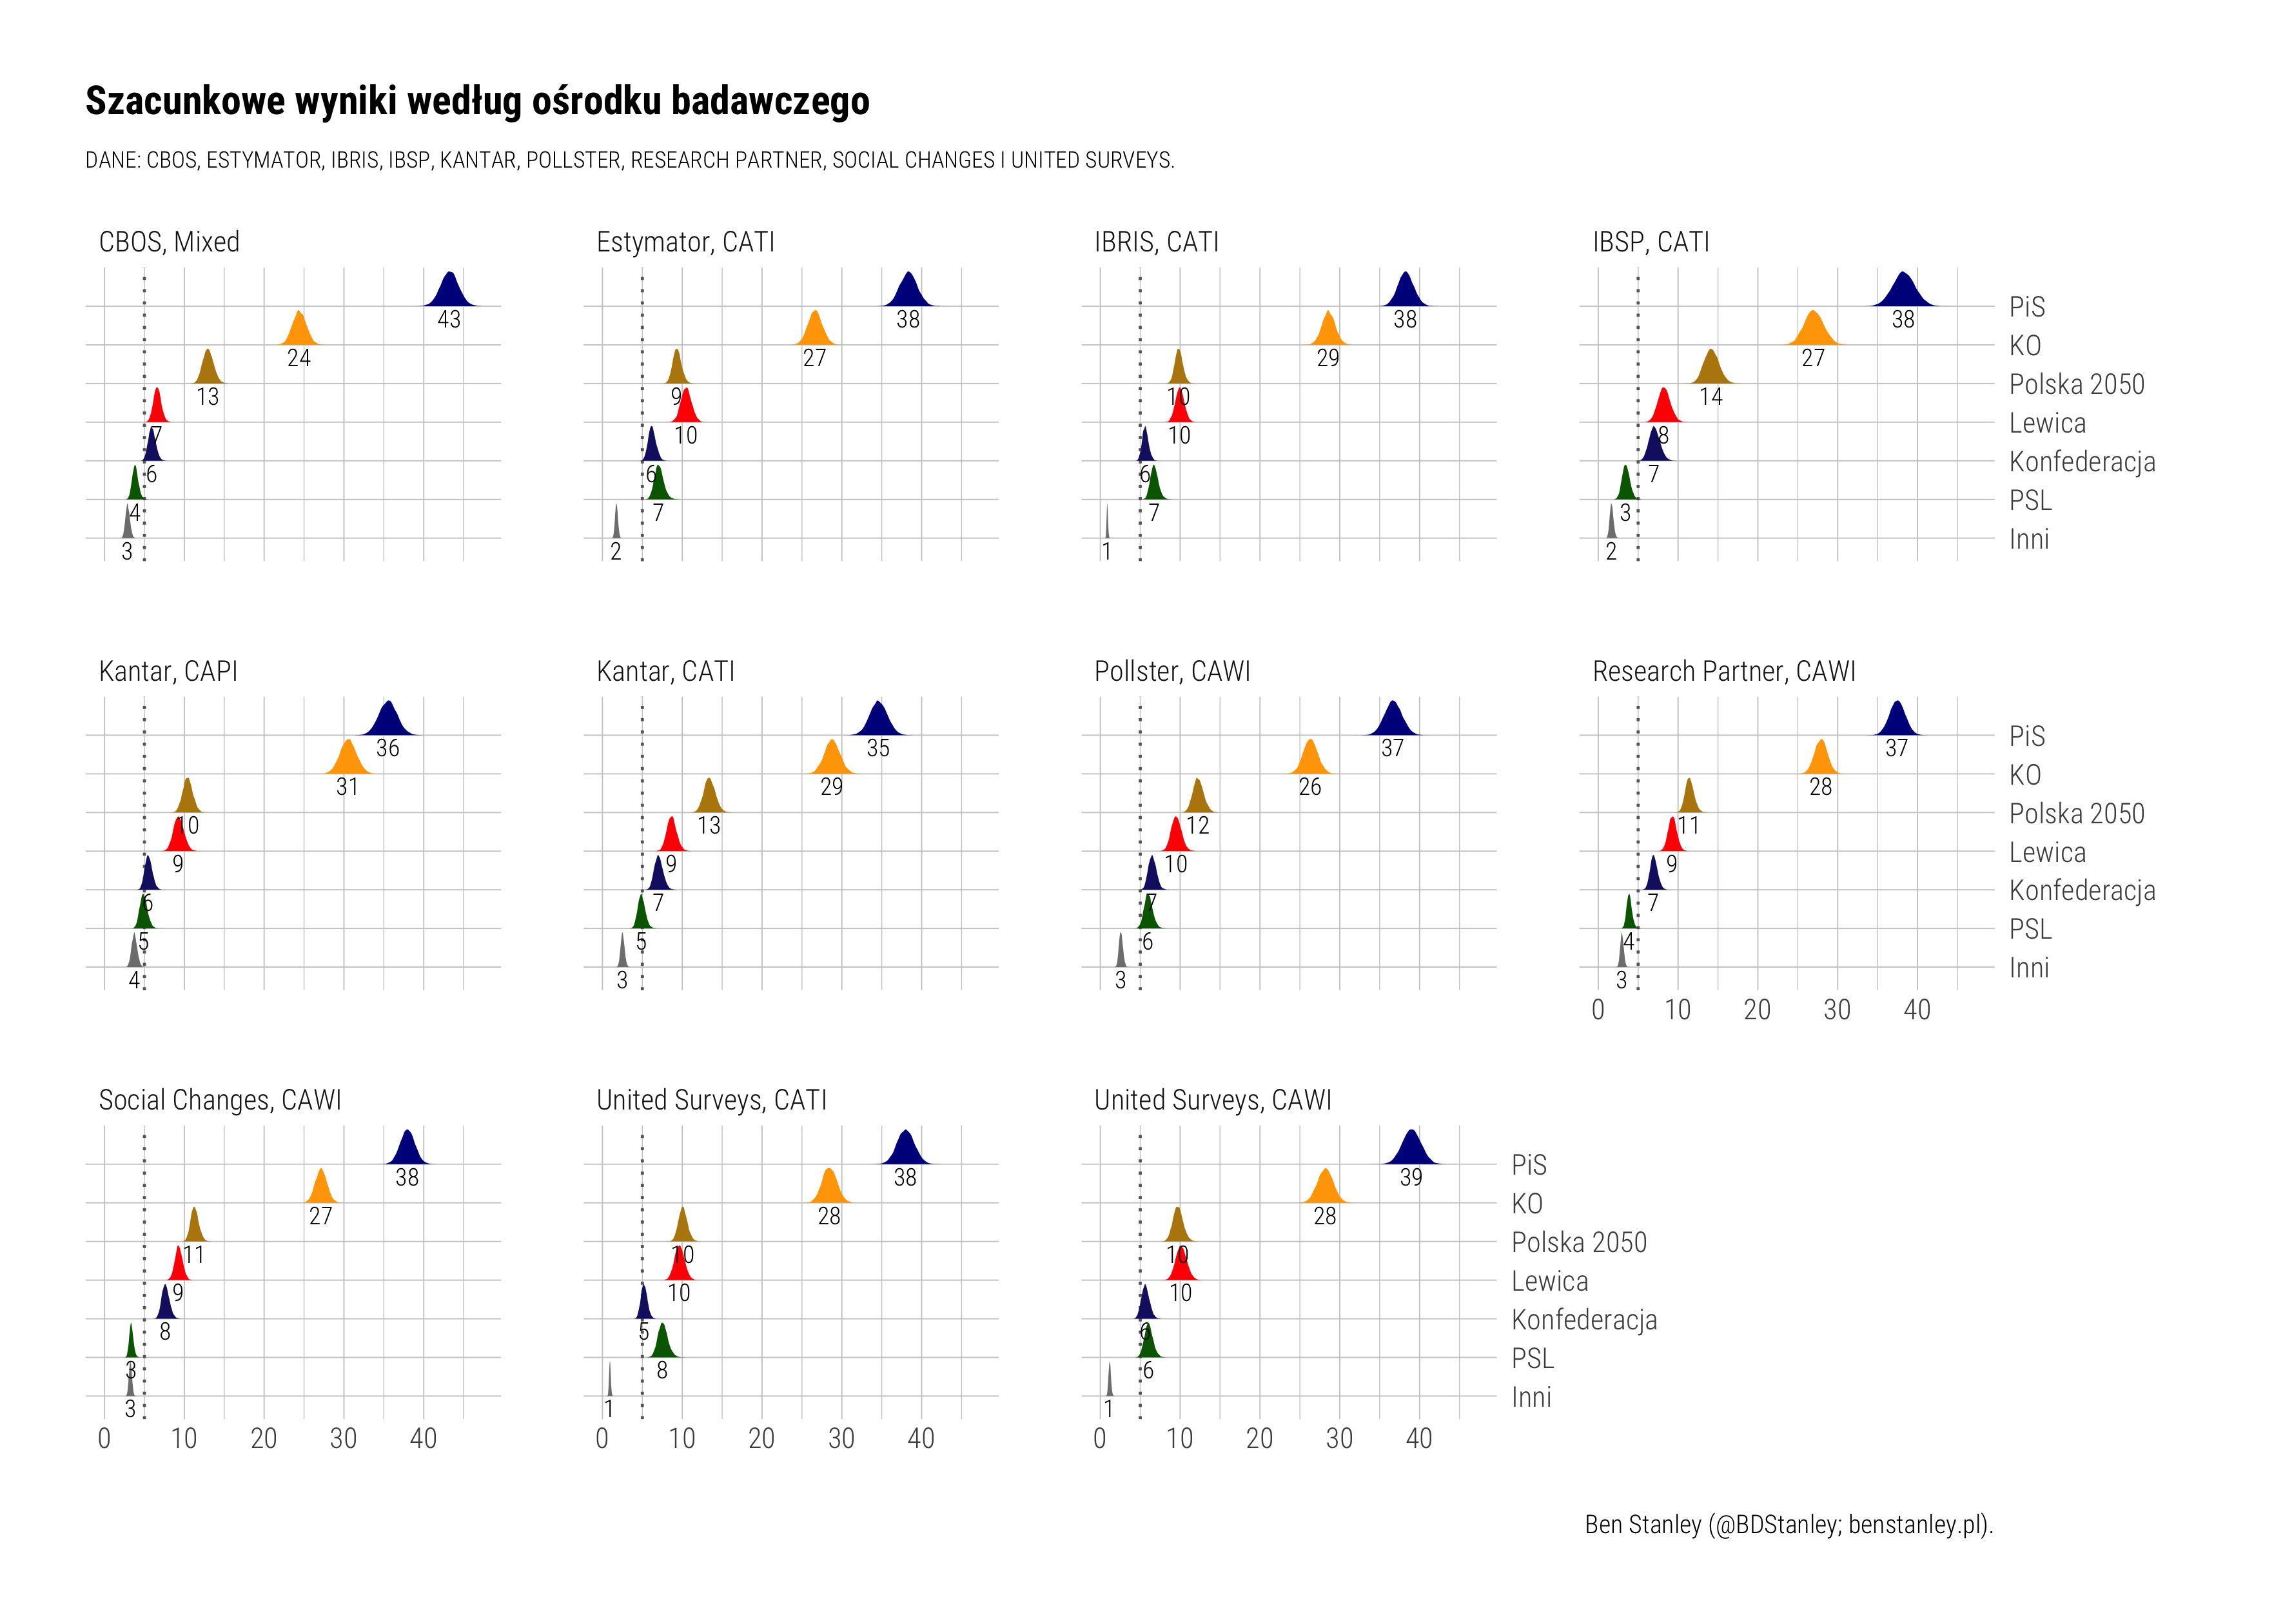 Szacunkowe wyniki według ośrodku badawczego
DANE: CBOS, ESTYMATOR, IBRIS, IBSP, KANTAR, POLLSTER, RESEARCH PARTNER, SOCIAL CHANGES I UNITED SURVEYS.
CBOS, Mixed
43
24
13
7
6
4
3
Estymator, CATI
38
27
9
10
6
7
2
IBRIS, CATI
38
29
10
10
6
7
1
IBSP, CATI
38
27
14
8
7
3
2
PiS
KO
Polska 2050
Lewica
Konfederacja
PSL
Inni
Kantar, CAPI
36
31
10
9
6
5
4
Kantar, CATI
35
29
13
9
7
5
3
Pollster, CAWI
37
26
12
10
7
6
3
Research Partner, CAWI
37
28
11
9
7
4
3
PiS
KO
Polska 2050
Lewica
Konfederacja
PSL
Inni
0 10 20 30 40
Social Changes, CAWI
38
27
11
9
8
3
3
0 10 20 30 40
United Surveys, CATI
38
28
10
10
5
8
1
0 10 20 30 40
United Surveys, CAWI
39
28
10
10
6
6
1
PiS
KO
Polska 2050
Lewica
Konfederacja
PSL
Inni
0 10 20 30 40
Ben Stanley (@BDStanley; benstanley.pl).